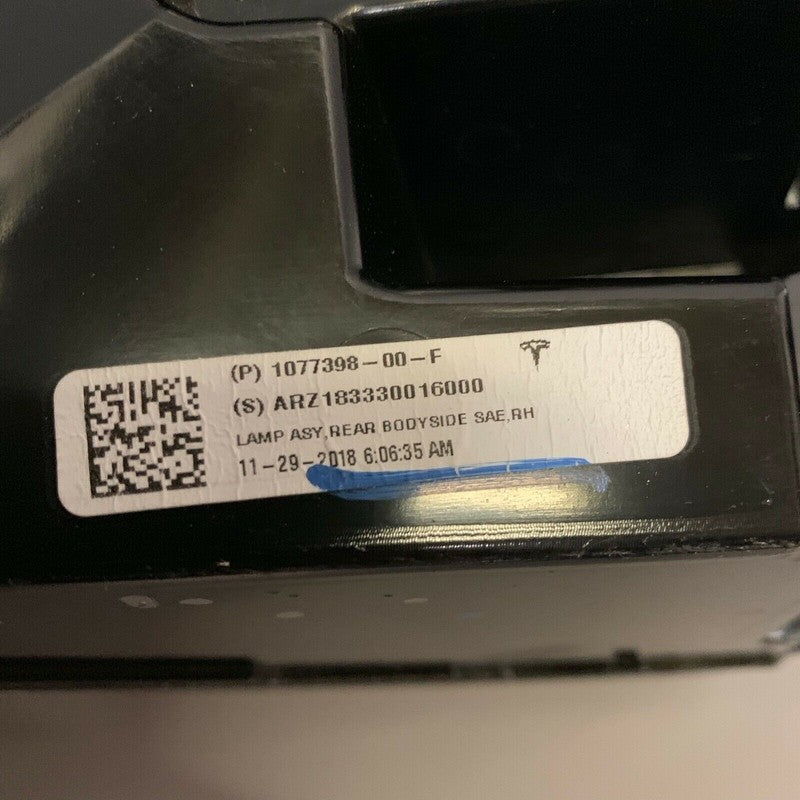 (P) 1077398-00-F
(S) ARZ183330016000
LAMP ASY,REAR BODYSIDE SAE,RH
11-29-2018 6:06:35 AM